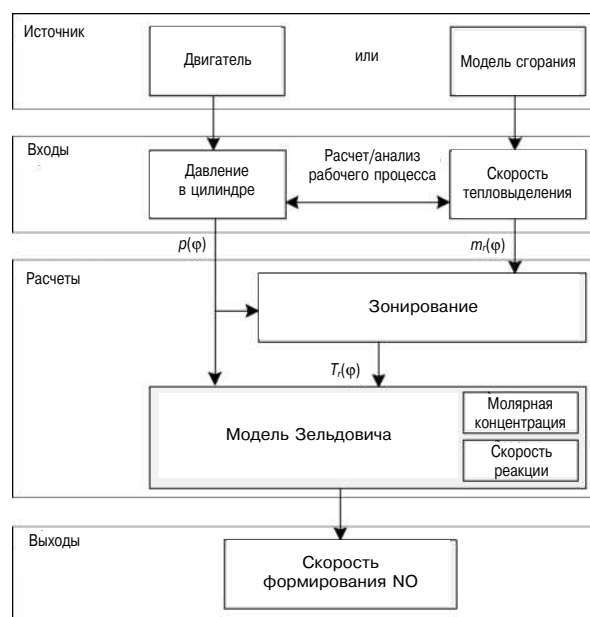 Источник
Двигатель
или
Модель сгорания
Входы
Давление
в цилиндре
Расчет/анализ
рабочего процесса
Скорость
тепловыделения
p(φ)
mᵣ(φ)
Расчеты
Зонирование
Tᵣ(φ)
Модель Зельдовича
Молярная
концентрация
Скорость
реакции
Выходы
Скорость
формирования NO